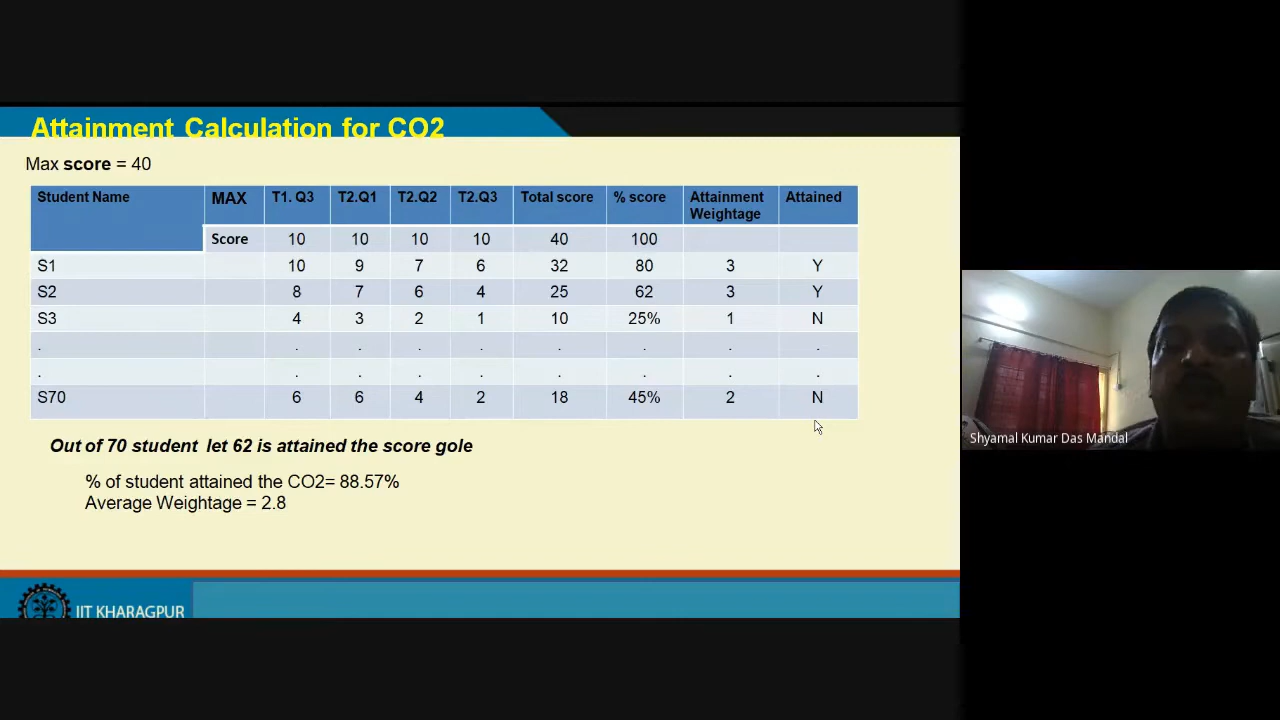 Attainment Calculation for CO2
Max score = 40
Student Name MAX T1. Q3 T2.Q1 T2.Q2 T2.Q3 Total score % score Attainment Weightage Attained
Score 10 10 10 10 40 100
S1 10 9 7 6 32 80 3 Y
S2 8 7 6 4 25 62 3 Y
S3 4 3 2 1 10 25% 1 N
. . . . . . . . .
. . . . . . . . .
S70 6 6 4 2 18 45% 2 N
Out of 70 student let 62 is attained the score gole
% of student attained the CO2= 88.57%
Average Weightage = 2.8
IIT KHARAGPUR
Shyamal Kumar Das Mandal